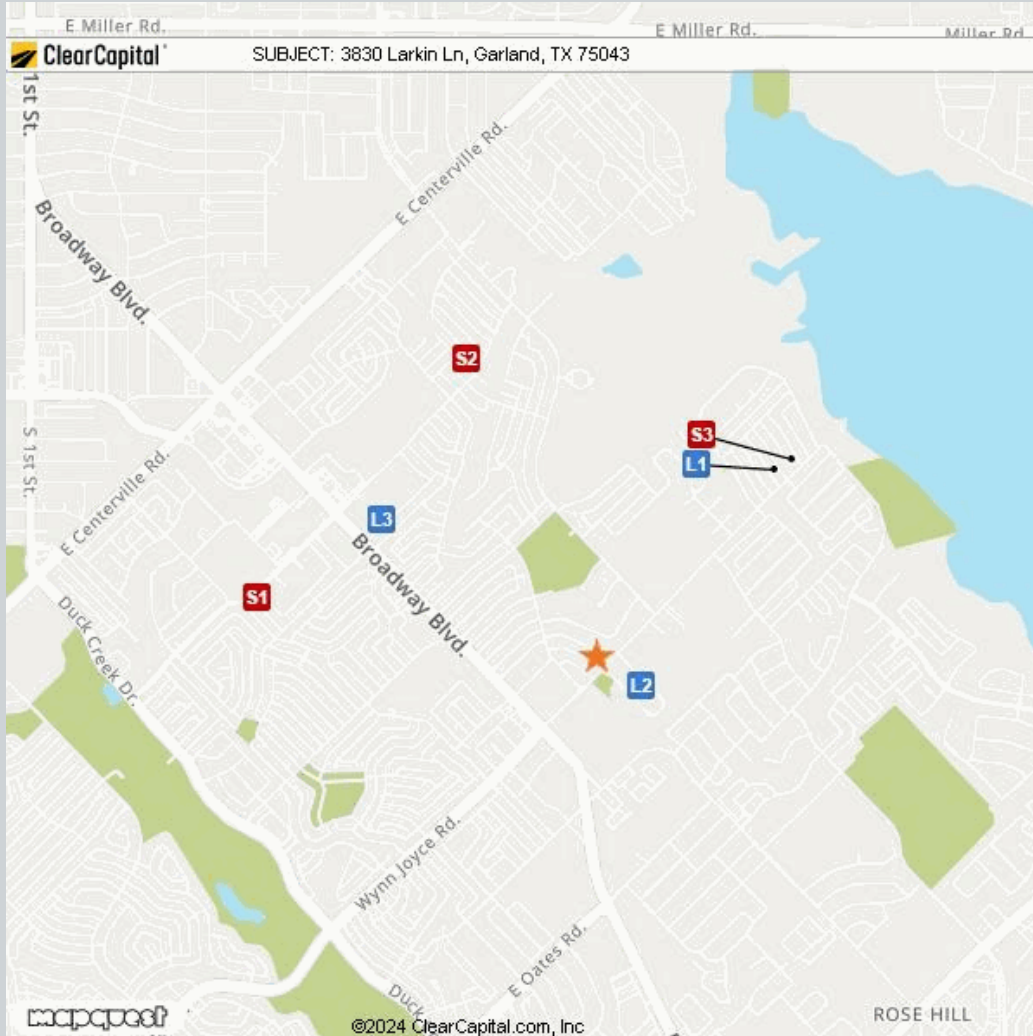 E Miller Rd.
E Miller Rd.
Miller Rd
ClearCapital
SUBJECT: 3830 Larkin Ln, Garland, TX 75043
1st St.
E Centerville Rd.
Broadway Blvd.
S2
S3
L1
S 1st St.
E Centerville Rd.
L3
Broadway Blvd.
S1
Duck Creek Dr.
L2
Wynn Joyce Rd.
E Oates Rd.
Duck
ROSE HILL
mapquest
©2024 ClearCapital.com, Inc